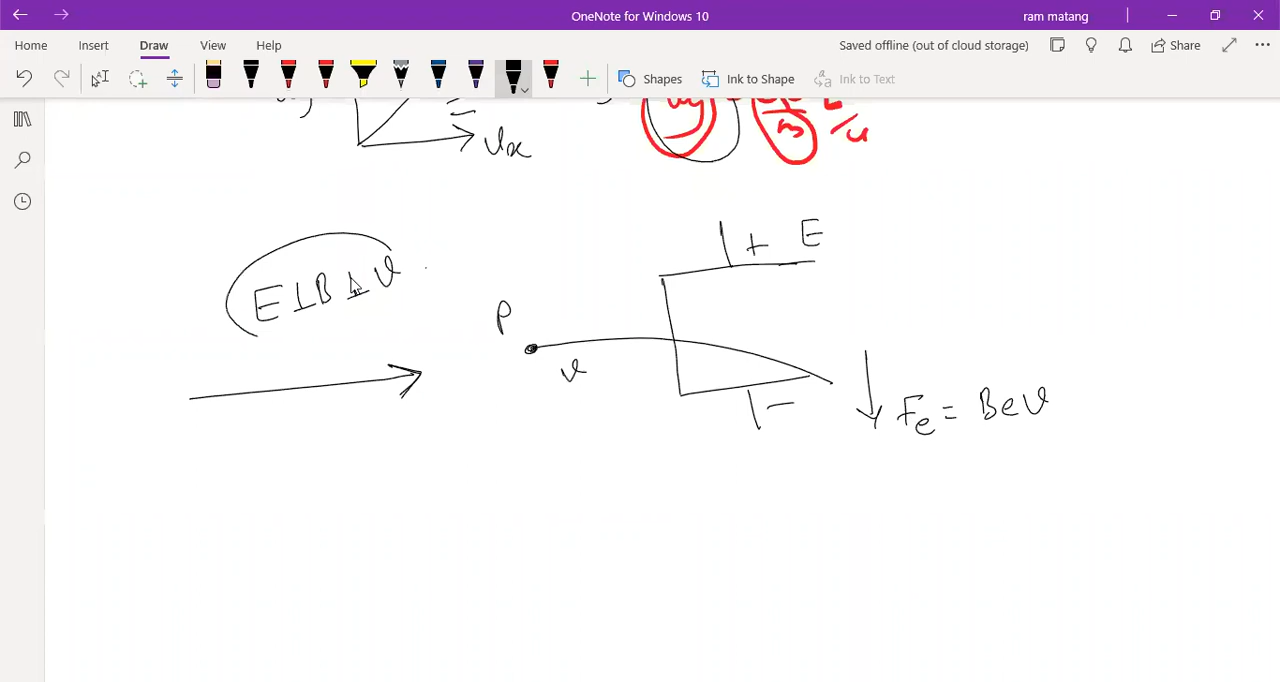 OneNote for Windows 10
ram matang
Home Insert Draw View Help
Saved offline (out of cloud storage)
Share
Shapes
Ink to Shape
Ink to Text
m
vx
+ E
E⊥B⊥v
P
v
−
Fe = Bev